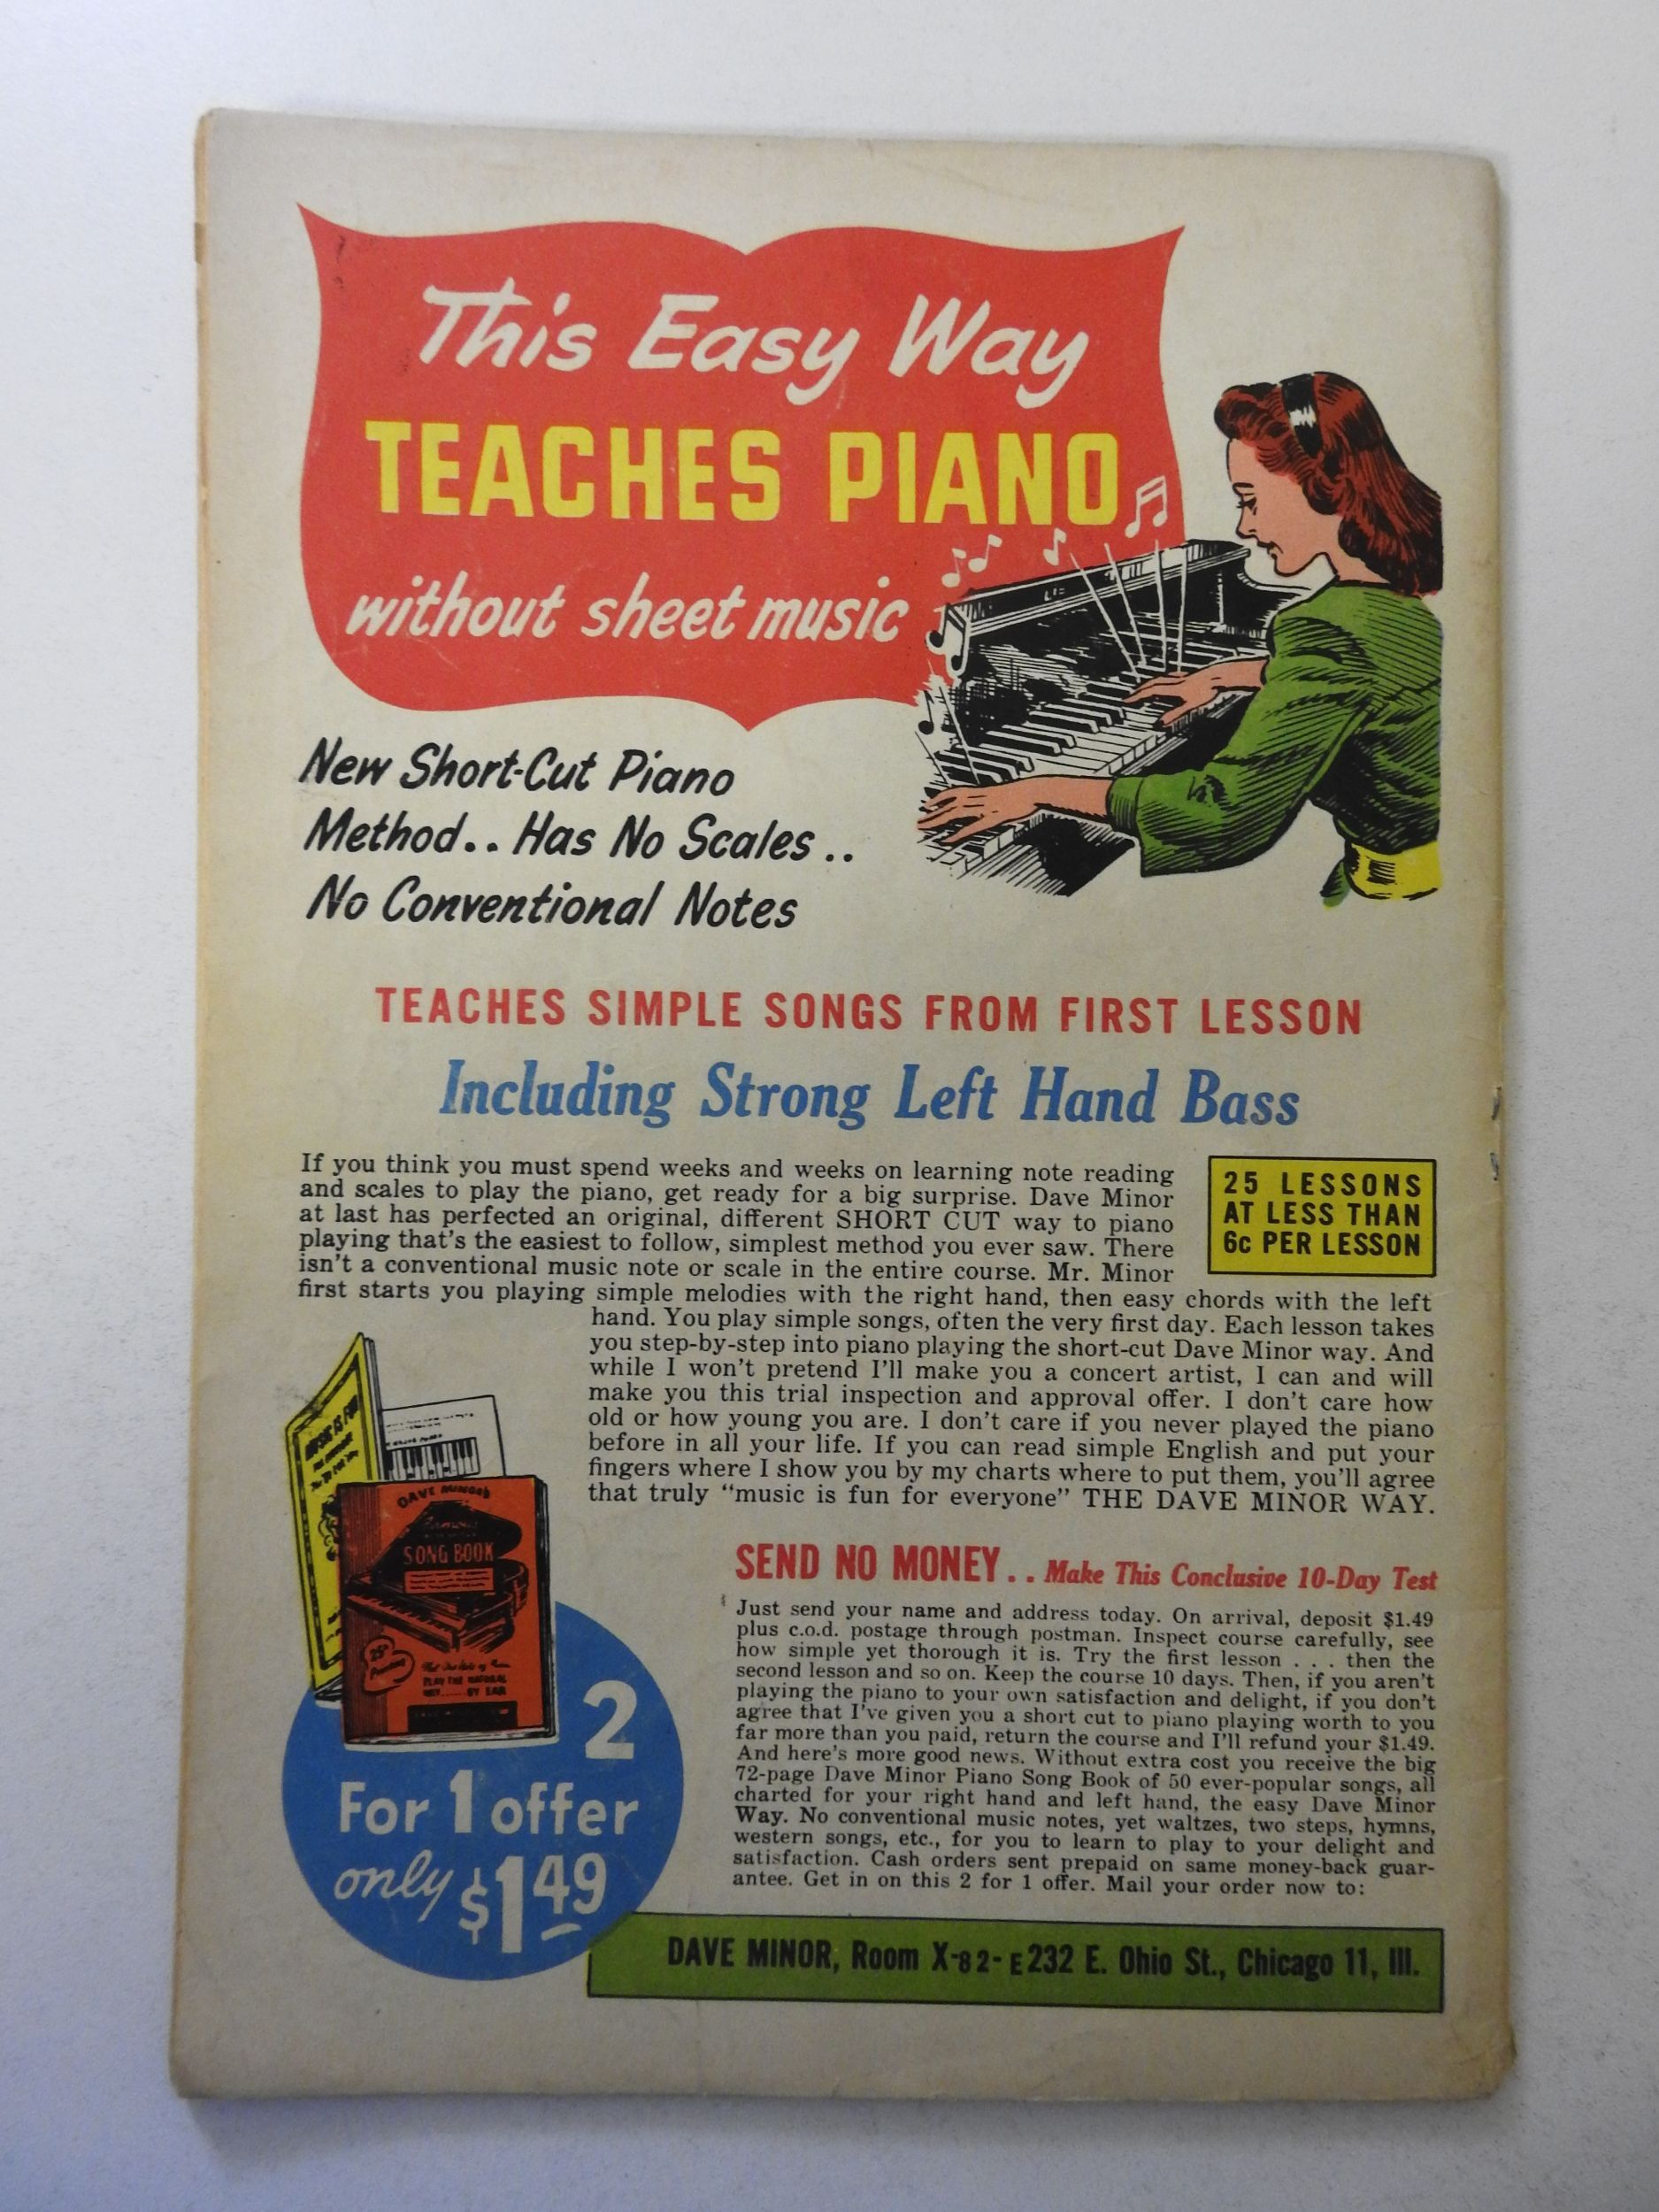 This Easy Way
TEACHES PIANO
without sheet music
New Short-Cut Piano
Method.. Has No Scales ..
No Conventional Notes
TEACHES SIMPLE SONGS FROM FIRST LESSON
Including Strong Left Hand Bass
If you think you must spend weeks and weeks on learning note reading
and scales to play the piano, get ready for a big surprise. Dave Minor
at last has perfected an original, different SHORT CUT way to piano
playing that's the easiest to follow, simplest method you ever saw. There
isn't a conventional music note or scale in the entire course. Mr. Minor
first starts you playing simple melodies with the right hand, then easy chords with the left
hand. You play simple songs, often the very first day. Each lesson takes
you step-by-step into piano playing the short-cut Dave Minor way. And
while I won't pretend I'll make you a concert artist, I can and will
make you this trial inspection and approval offer. I don't care how
old or how young you are. I don't care if you never played the piano
before in all your life. If you can read simple English and put your
fingers where I show you by my charts where to put them, you'll agree
that truly "music is fun for everyone" THE DAVE MINOR WAY.
25 LESSONS
AT LESS THAN
6c PER LESSON
MUSIC IS FUN
DAVE MINOR'S
SONG BOOK
PLAY THE NATURAL
WAY......BY EAR
2
For 1 offer
only $1.49
SEND NO MONEY . . Make This Conclusive 10-Day Test
Just send your name and address today. On arrival, deposit $1.49
plus c.o.d. postage through postman. Inspect course carefully, see
how simple yet thorough it is. Try the first lesson . . . then the
second lesson and so on. Keep the course 10 days. Then, if you aren't
playing the piano to your own satisfaction and delight, if you don't
agree that I've given you a short cut to piano playing worth to you
far more than you paid, return the course and I'll refund your $1.49.
And here's more good news. Without extra cost you receive the big
72-page Dave Minor Piano Song Book of 50 ever-popular songs, all
charted for your right hand and left hand, the easy Dave Minor
Way. No conventional music notes, yet waltzes, two steps, hymns,
western songs, etc., for you to learn to play to your delight and
satisfaction. Cash orders sent prepaid on same money-back guar-
antee. Get in on this 2 for 1 offer. Mail your order now to:
DAVE MINOR, Room X-82-E 232 E. Ohio St., Chicago 11, Ill.